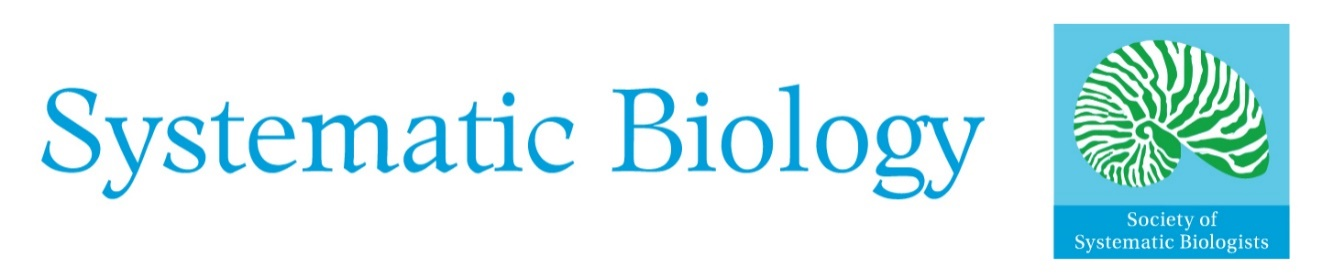 Systematic Biology
Society of
Systematic Biologists